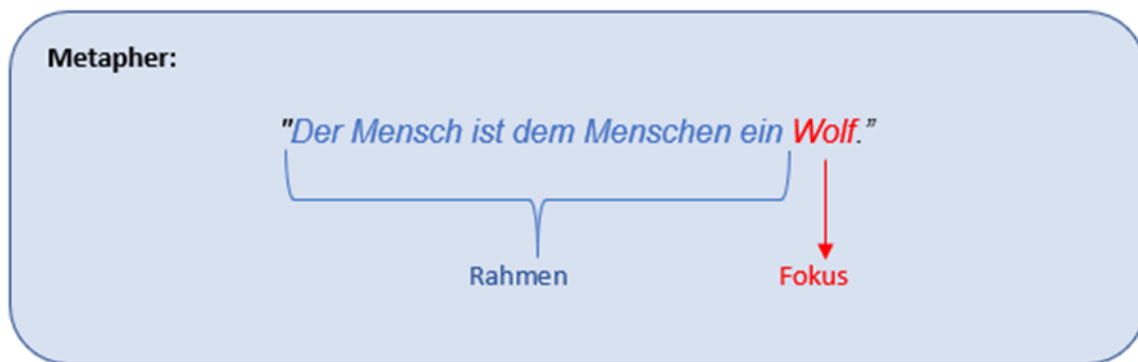 Metapher:
"Der Mensch ist dem Menschen ein Wolf.”
Rahmen
Fokus